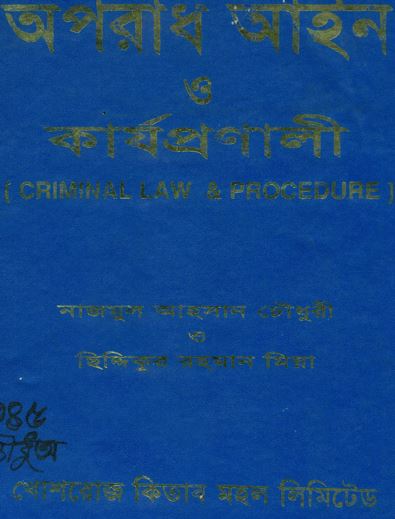 অপরাধ আইন
ও
কার্যপ্রণালী
( CRIMINAL LAW & PROCEDURE )
নাজমুল আহসান চৌধুরী
ও
ছিদ্দিকুর রহমান মিয়া
খোশরোজ কিতাব মহল লিমিটেড